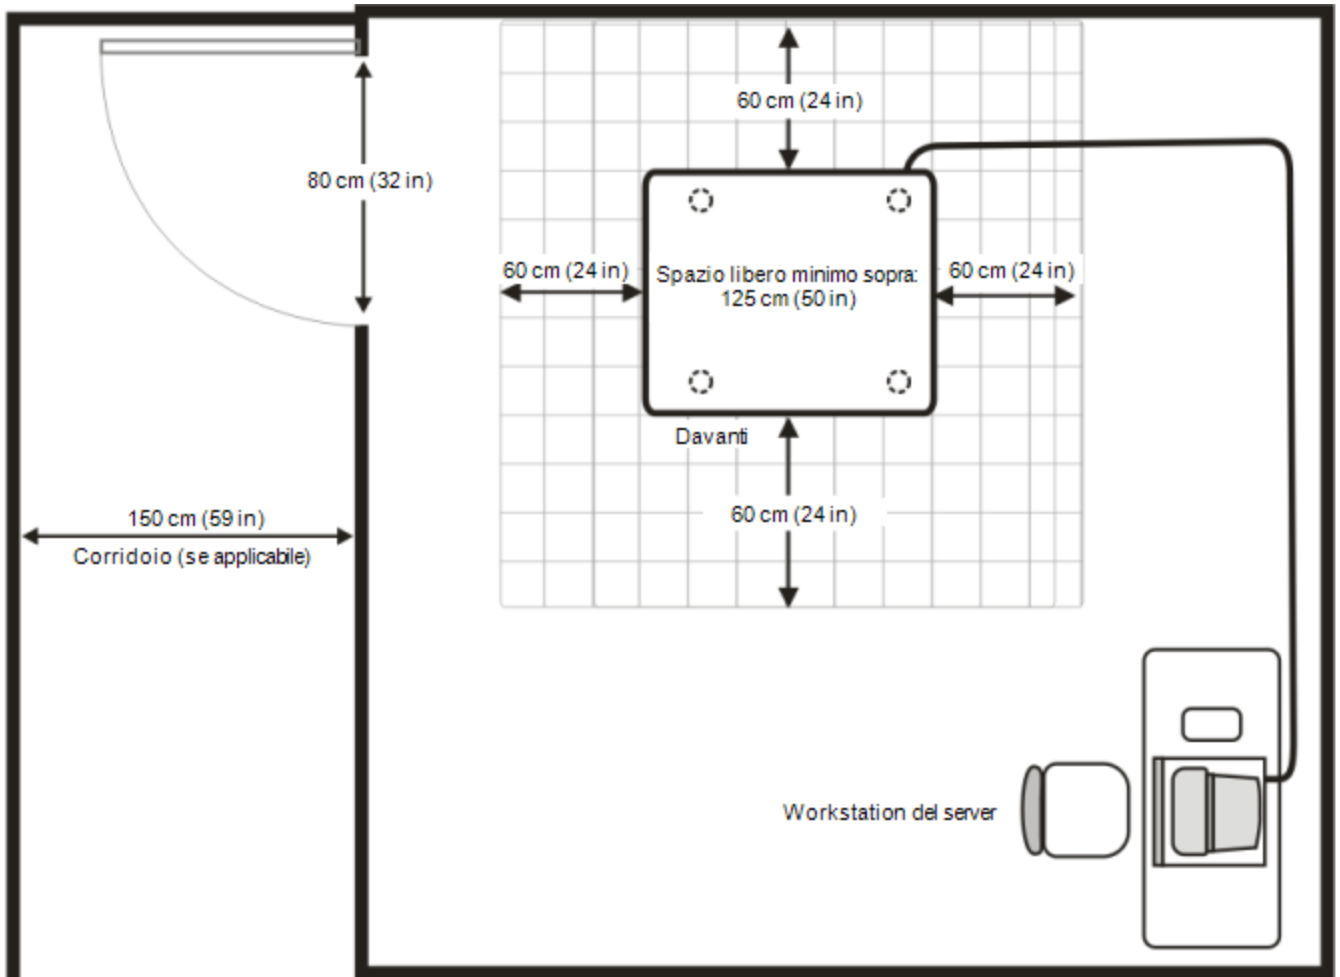 60 cm (24 in)
80 cm (32 in)
60 cm (24 in)
Spazio libero minimo sopra:
125 cm (50 in)
60 cm (24 in)
Davanti
60 cm (24 in)
150 cm (59 in)
Corridoio (se applicabile)
Workstation del server